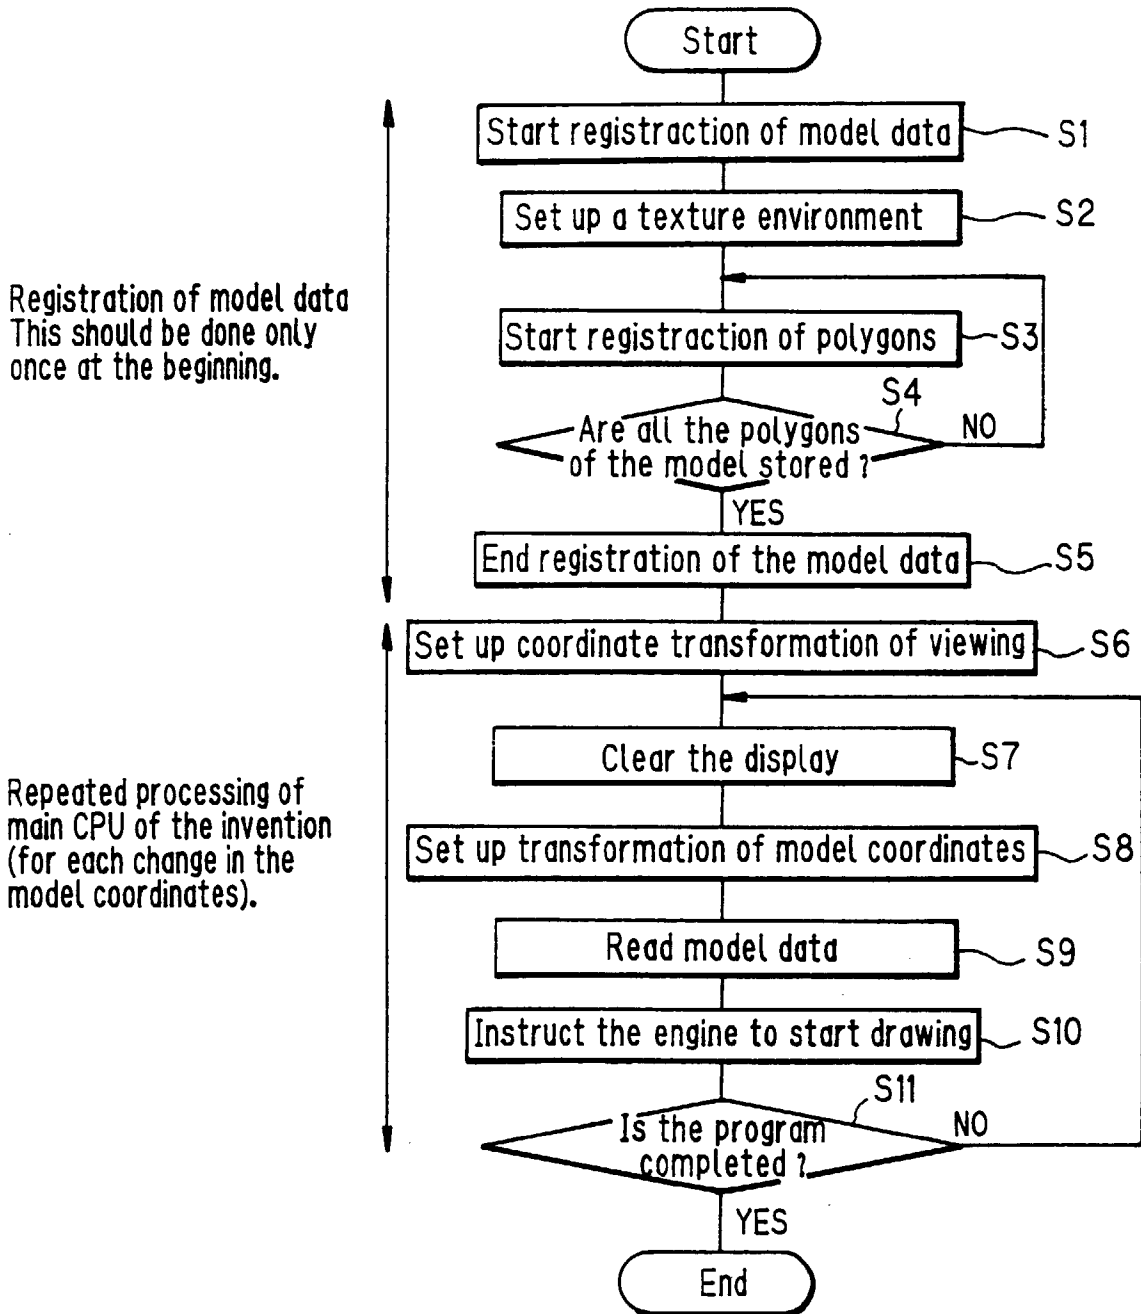 Start
Start registraction of model data
S1
Set up a texture environment
S2
Registration of model data
This should be done only
once at the beginning.
Start registraction of polygons
S3
S4
Are all the polygons
of the model stored ?
NO
YES
End registration of the model data
S5
Set up coordinate transformation of viewing
S6
Clear the display
S7
Repeated processing of
main CPU of the invention
(for each change in the
model coordinates).
Set up transformation of model coordinates
S8
Read model data
S9
Instruct the engine to start drawing
S10
S11
Is the program
completed ?
NO
YES
End